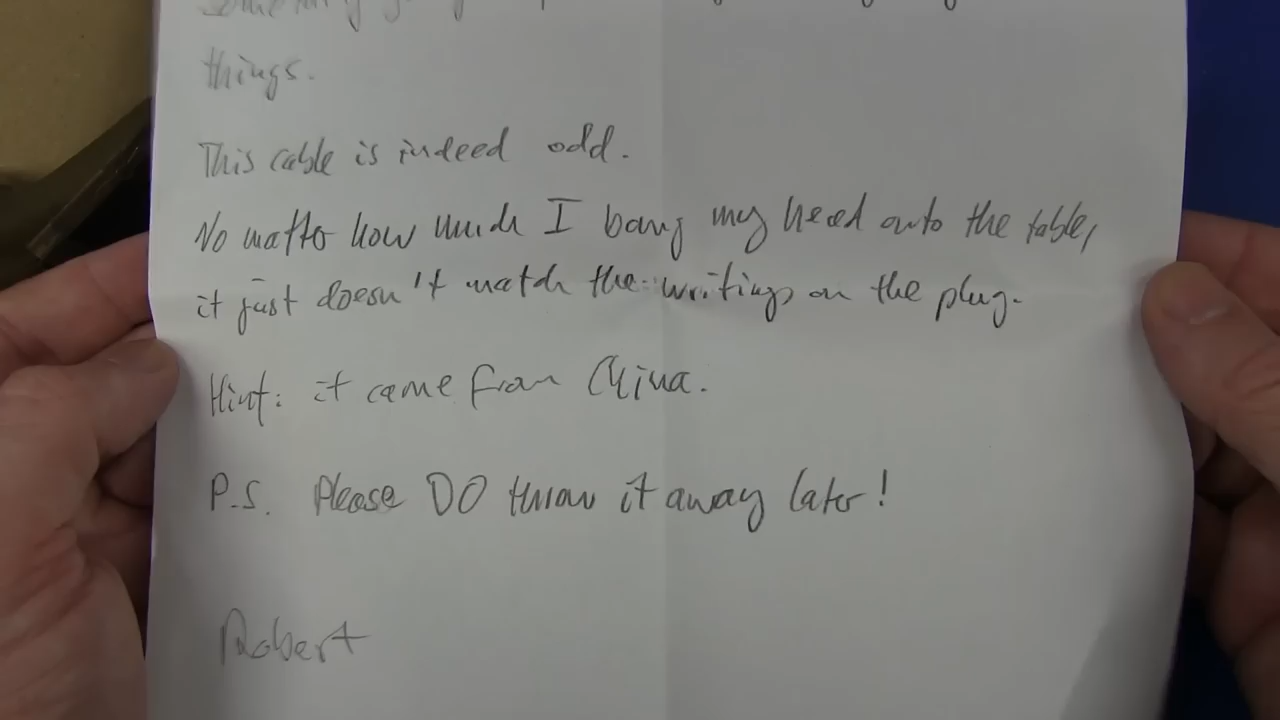 things.
This cable is indeed odd.
No matter how much I bang my head onto the table,
it just doesn't match the writings on the plug.
Hint: it came from China.
P.S. Please DO throw it away later!
Robert